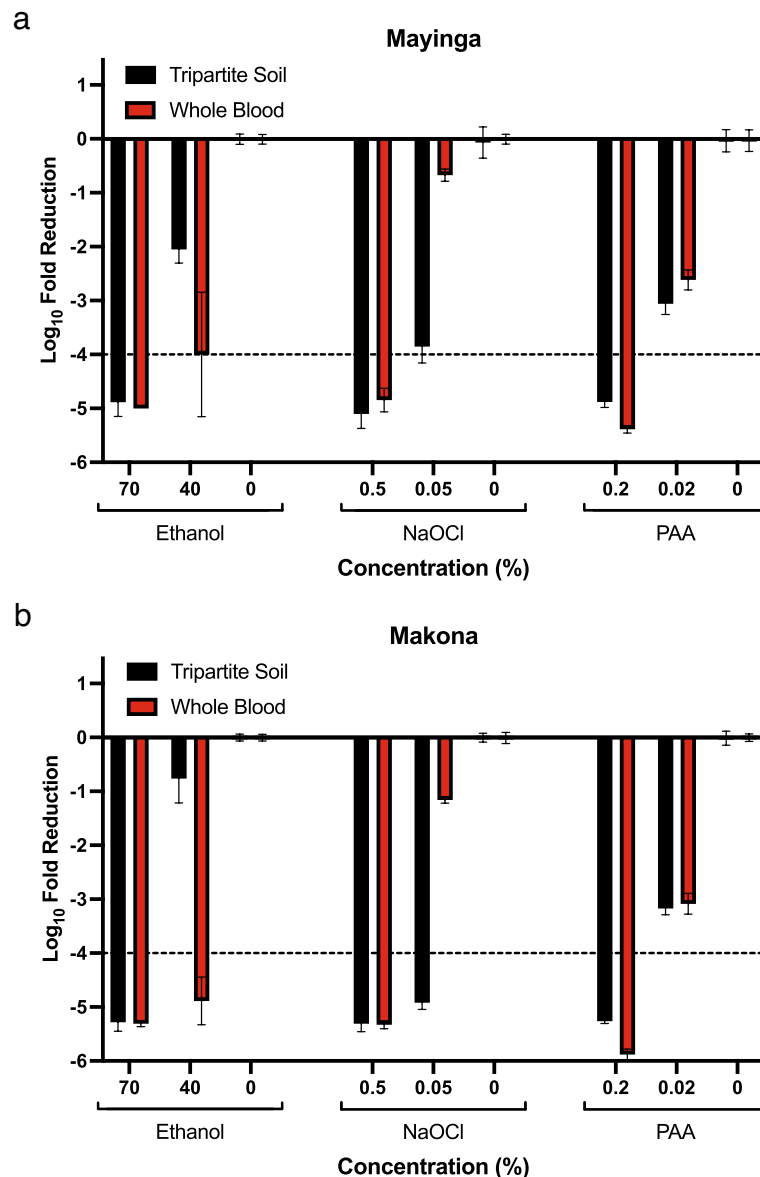 a
Mayinga
Tripartite Soil
Whole Blood
Log10 Fold Reduction
1
0
-1
-2
-3
-4
-5
-6
70 40 0 0.5 0.05 0 0.2 0.02 0
Ethanol NaOCl PAA
Concentration (%)
b
Makona
Tripartite Soil
Whole Blood
Log10 Fold Reduction
1
0
-1
-2
-3
-4
-5
-6
70 40 0 0.5 0.05 0 0.2 0.02 0
Ethanol NaOCl PAA
Concentration (%)